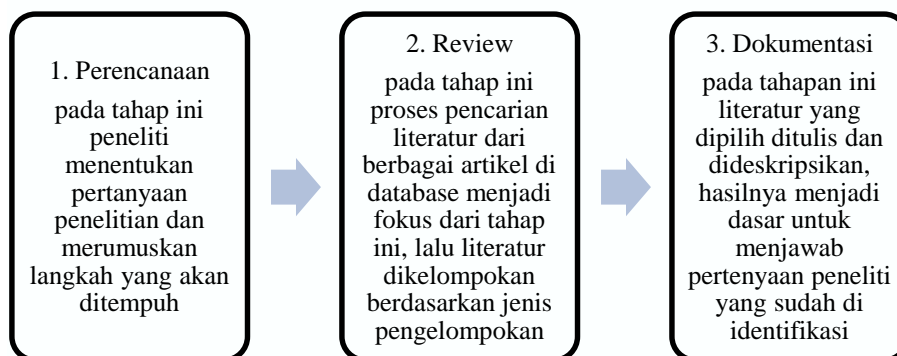 1. Perencanaan
pada tahap ini
peneliti
menentukan
pertanyaan
penelitian dan
merumuskan
langkah yang akan
ditempuh
2. Review
pada tahap ini
proses pencarian
literatur dari
berbagai artikel di
database menjadi
fokus dari tahap
ini, lalu literatur
dikelompokan
berdasarkan jenis
pengelompokan
3. Dokumentasi
pada tahapan ini
literatur yang
dipilih ditulis dan
dideskripsikan,
hasilnya menjadi
dasar untuk
menjawab
pertenyaan peneliti
yang sudah di
identifikasi